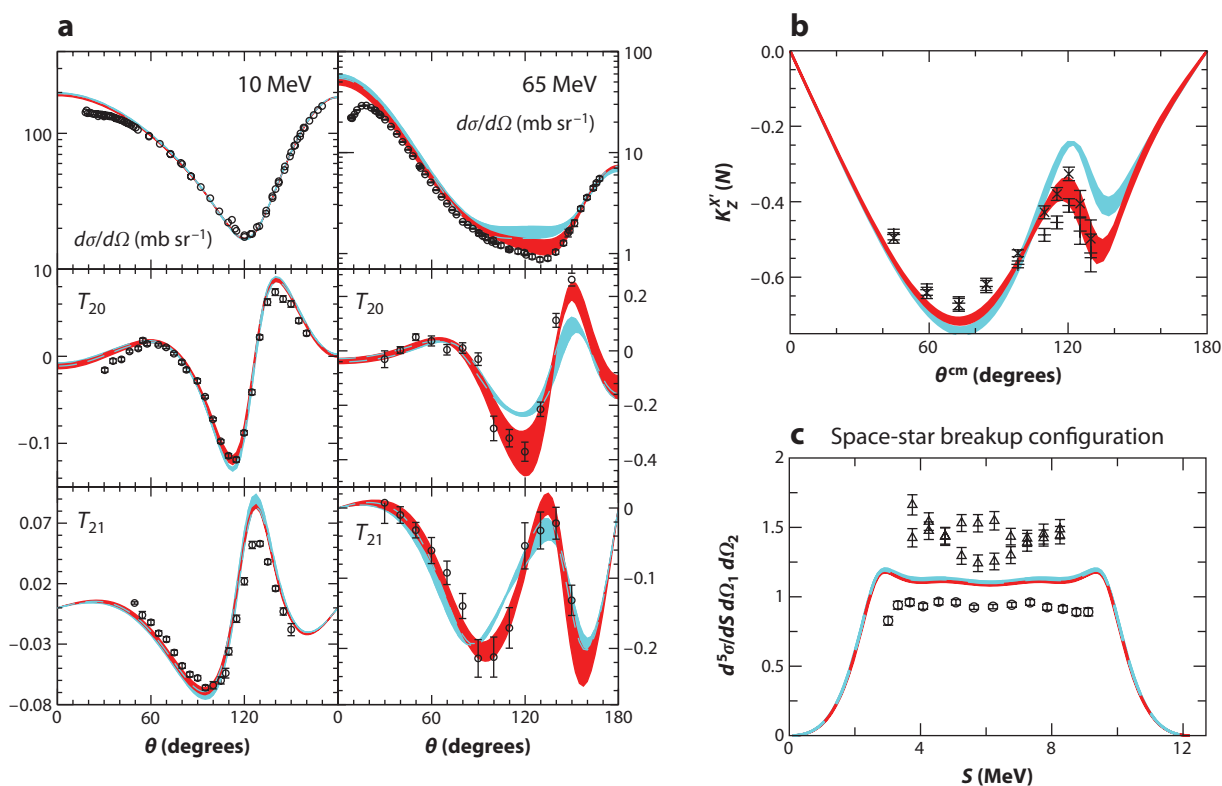 a
10 MeV
65 MeV
dσ/dΩ (mb sr⁻¹)
dσ/dΩ (mb sr⁻¹)
100
100
10
1
T₂₀
T₂₀
10
0
−0.1
0.2
0
−0.2
−0.4
T₂₁
T₂₁
0.07
0.02
−0.03
−0.08
0
−0.1
−0.2
0 60 120 60 120 180
θ (degrees) θ (degrees)
b
0.0
−0.2
−0.4
−0.6
K_Z^X′ (N)
0 60 120 180
θᶜᵐ (degrees)
c Space-star breakup configuration
2
1.5
1
0.5
0
d⁵σ/dS dΩ₁ dΩ₂
0 4 8 12
S (MeV)